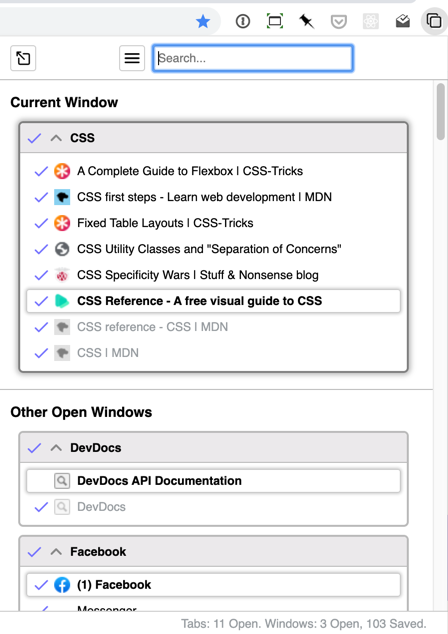 Search...
Current Window
CSS
A Complete Guide to Flexbox | CSS-Tricks
CSS first steps - Learn web development | MDN
Fixed Table Layouts | CSS-Tricks
CSS Utility Classes and "Separation of Concerns"
CSS Specificity Wars | Stuff & Nonsense blog
CSS Reference - A free visual guide to CSS
CSS reference - CSS | MDN
CSS | MDN
Other Open Windows
DevDocs
DevDocs API Documentation
DevDocs
Facebook
(1) Facebook
Messenger
Tabs: 11 Open. Windows: 3 Open, 103 Saved.